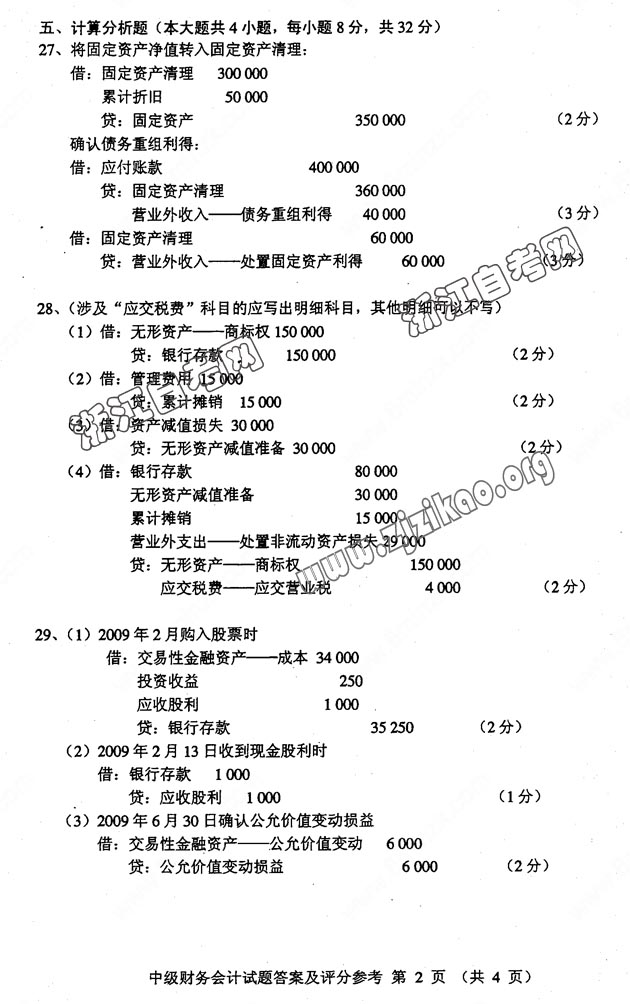 五、计算分析题（本大题共 4 小题，每小题 8 分，共 32 分）
27、将固定资产净值转入固定资产清理：
借：固定资产清理 300 000
累计折旧 50 000
贷：固定资产 350 000 （2 分）
确认债务重组利得：
借：应付账款 400 000
贷：固定资产清理 360 000
营业外收入——债务重组利得 40 000 （3 分）
借：固定资产清理 60 000
贷：营业外收入——处置固定资产利得 60 000 （3 分）
浙江自考网
28、（涉及“应交税费”科目的应写出明细科目，其他明细可以不写）
（1）借：无形资产——商标权 150 000
贷：银行存款 150 000 （2 分）
（2）借：管理费用 15 000
贷：累计摊销 15 000 （2 分）
浙江自考网
（3）借：资产减值损失 30 000
贷：无形资产减值准备 30 000 （2 分）
（4）借：银行存款 80 000
无形资产减值准备 30 000
累计摊销 15 000
营业外支出——处置非流动资产损失 29 000
贷：无形资产——商标权 150 000
应交税费——应交营业税 4 000 （2 分）
www.zjzikao.org
29、（1）2009 年 2 月购入股票时
借：交易性金融资产——成本 34 000
投资收益 250
应收股利 1 000
贷：银行存款 35 250 （2 分）
（2）2009 年 2 月 13 日收到现金股利时
借：银行存款 1 000
贷：应收股利 1 000 （1 分）
（3）2009 年 6 月 30 日确认公允价值变动损益
借：交易性金融资产——公允价值变动 6 000
贷：公允价值变动损益 6 000 （2 分）
中级财务会计试题答案及评分参考 第 2 页 （共 4 页）